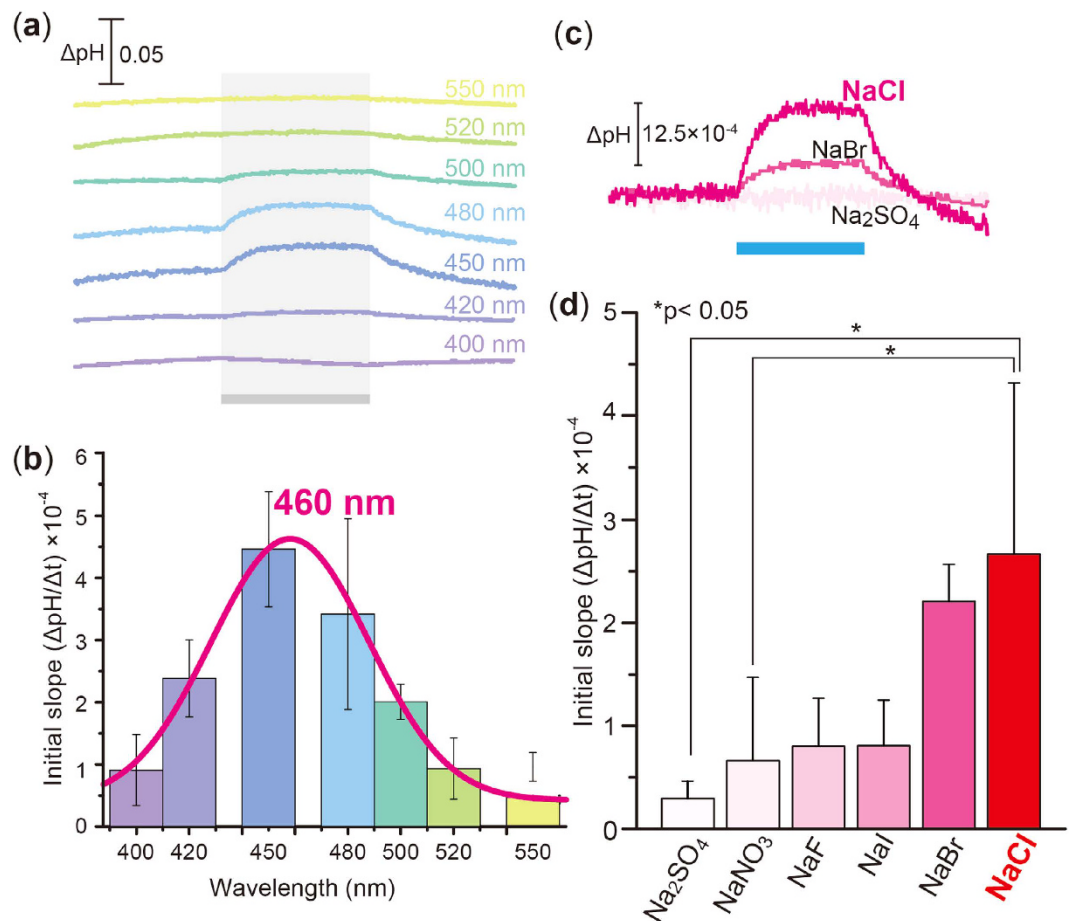 (a)
ΔpH 0.05
550 nm
520 nm
500 nm
480 nm
450 nm
420 nm
400 nm
(b)
460 nm
Initial slope (ΔpH/Δt) ×10⁻⁴
6
5
4
3
2
1
0
400 420 450 480 500 520 550
Wavelength (nm)
(c)
ΔpH 12.5×10⁻⁴
NaCl
NaBr
Na₂SO₄
(d)
*p< 0.05
*
*
Initial slope (ΔpH/Δt) ×10⁻⁴
5
4
3
2
1
0
Na₂SO₄ NaNO₃ NaF NaI NaBr NaCl